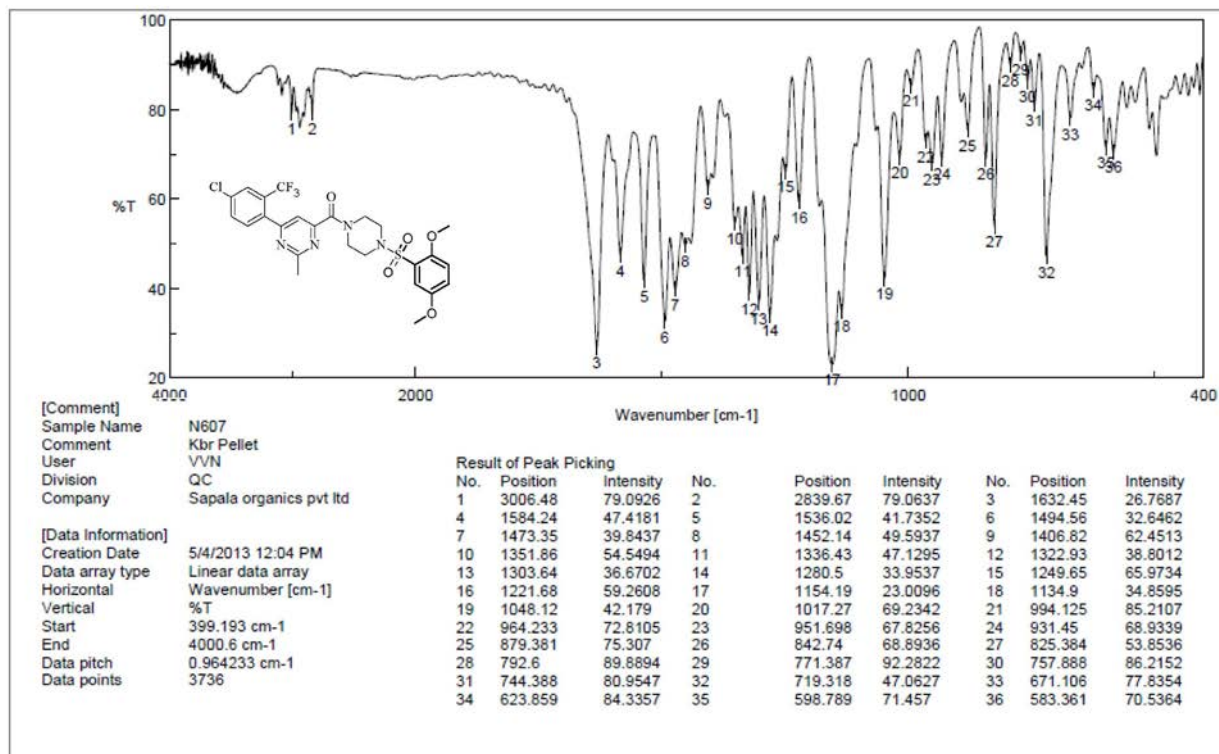 100
80
60
%T
40
20
4000
2000
1000
400
Wavenumber [cm-1]
1
2
3
4
5
6
7
8
9
10
11
12
13
14
15
16
17
18
19
20
21
22
23
24
25
26
27
28
29
30
31
32
33
34
35
36
Cl
CF3
O
N
N
N
N
S
O
O
O
O
[Comment]
Sample Name N607
Comment Kbr Pellet
User VVN
Division QC
Company Sapala organics pvt ltd
[Data Information]
Creation Date 5/4/2013 12:04 PM
Data array type Linear data array
Horizontal Wavenumber [cm-1]
Vertical %T
Start 399.193 cm-1
End 4000.6 cm-1
Data pitch 0.964233 cm-1
Data points 3736
Result of Peak Picking
No. Position Intensity No. Position Intensity No. Position Intensity
1 3006.48 79.0926 2 2839.67 79.0637 3 1632.45 26.7687
4 1584.24 47.4181 5 1536.02 41.7352 6 1494.56 32.6462
7 1473.35 39.8437 8 1452.14 49.5937 9 1406.82 62.4513
10 1351.86 54.5494 11 1336.43 47.1295 12 1322.93 38.8012
13 1303.64 36.6702 14 1280.5 33.9537 15 1249.65 65.9734
16 1221.68 59.2608 17 1154.19 23.0096 18 1134.9 34.8595
19 1048.12 42.179 20 1017.27 69.2342 21 994.125 85.2107
22 964.233 72.8105 23 951.698 67.8256 24 931.45 68.9339
25 879.381 75.307 26 842.74 68.8936 27 825.384 53.8536
28 792.6 89.8894 29 771.387 92.2822 30 757.888 86.2152
31 744.388 80.9547 32 719.318 47.0627 33 671.106 77.8354
34 623.859 84.3357 35 598.789 71.457 36 583.361 70.5364